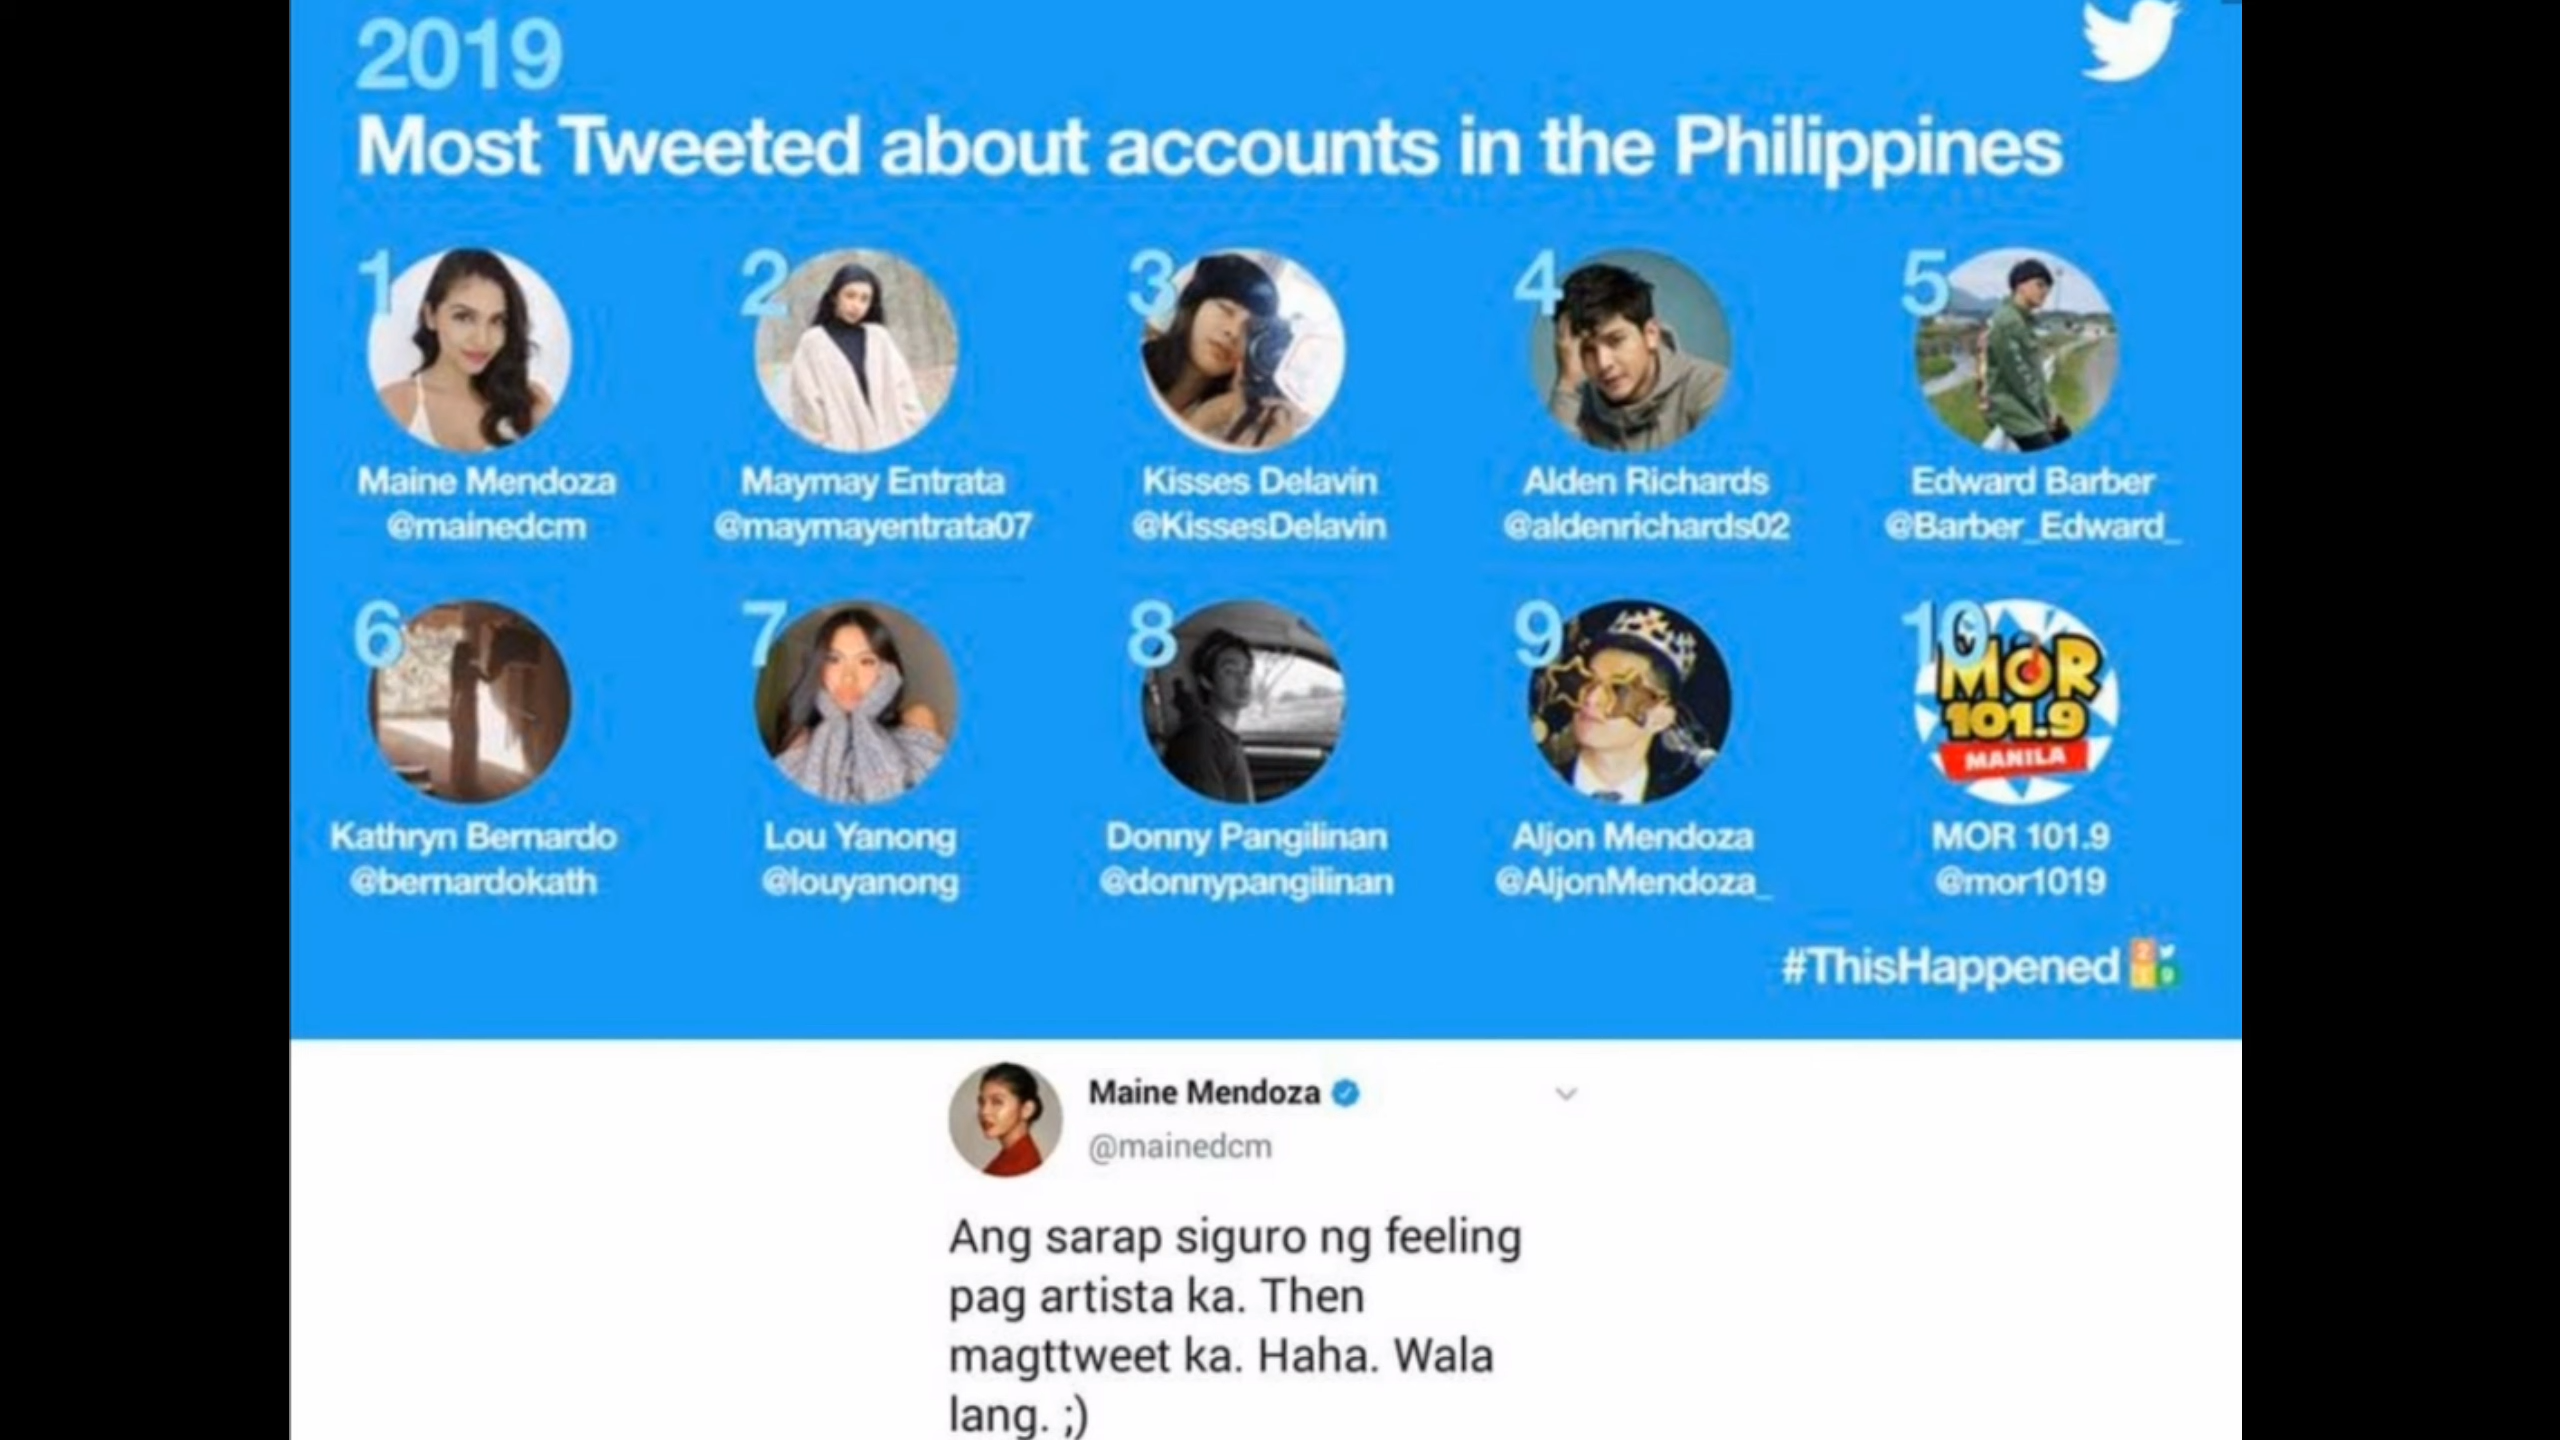 2019
Most Tweeted about accounts in the Philippines
1 2 3 4 5
Maine Mendoza Maymay Entrata Kisses Delavin Alden Richards Edward Barber
@mainedcm @maymayentrata07 @KissesDelavin @aldenrichards02 @Barber_Edward_
6 7 8 9 10
MOR
101.9
MANILA
Kathryn Bernardo Lou Yanong Donny Pangilinan Aljon Mendoza MOR 101.9
@bernardokath @louyanong @donnypangilinan @AljonMendoza_ @mor1019
#ThisHappened
Maine Mendoza
@mainedcm
Ang sarap siguro ng feeling
pag artista ka. Then
magttweet ka. Haha. Wala
lang. ;)